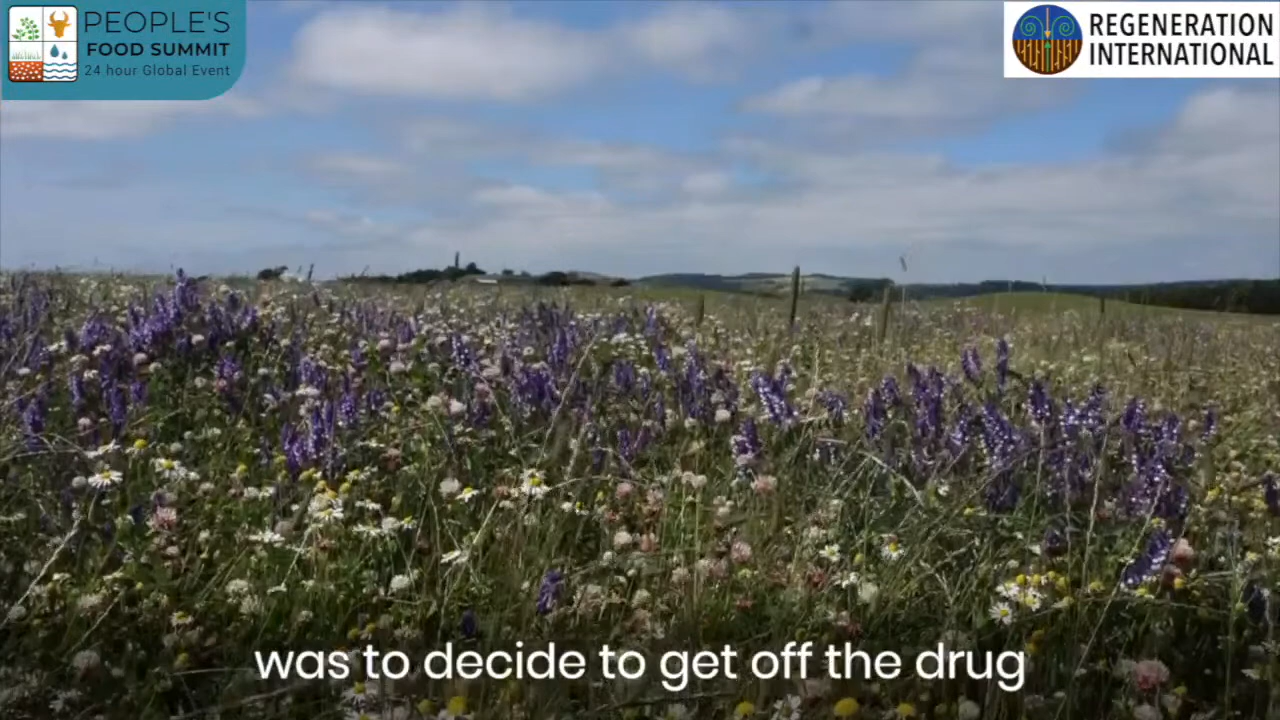 PEOPLE'S
FOOD SUMMIT
24 hour Global Event
REGENERATION
INTERNATIONAL
was to decide to get off the drug